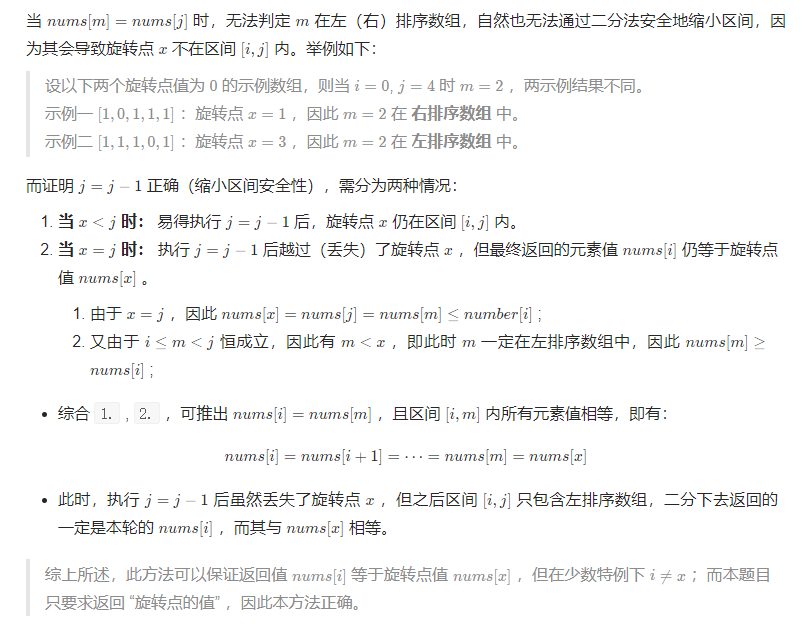 当 nums[m] = nums[j] 时，无法判定 m 在左（右）排序数组，自然也无法通过二分法安全地缩小区间，因
为其会导致旋转点 x 不在区间 [i, j] 内。举例如下：
设以下两个旋转点值为 0 的示例数组，则当 i = 0, j = 4 时 m = 2 ，两示例结果不同。
示例一 [1, 0, 1, 1, 1] ：旋转点 x = 1 ，因此 m = 2 在 右排序数组 中。
示例二 [1, 1, 1, 0, 1] ：旋转点 x = 3 ，因此 m = 2 在 左排序数组 中。
而证明 j = j − 1 正确（缩小区间安全性），需分为两种情况：
1. 当 x < j 时： 易得执行 j = j − 1 后，旋转点 x 仍在区间 [i, j] 内。
2. 当 x = j 时： 执行 j = j − 1 后越过（丢失）了旋转点 x ，但最终返回的元素值 nums[i] 仍等于旋转点
值 nums[x] 。
1. 由于 x = j ，因此 nums[x] = nums[j] = nums[m] ≤ number[i] ；
2. 又由于 i ≤ m < j 恒成立，因此有 m < x ，即此时 m 一定在左排序数组中，因此 nums[m] ≥
nums[i] ；
• 综合 1. , 2. ，可推出 nums[i] = nums[m] ，且区间 [i, m] 内所有元素值相等，即有：
nums[i] = nums[i + 1] = ⋯ = nums[m] = nums[x]
• 此时，执行 j = j − 1 后虽然丢失了旋转点 x ，但之后区间 [i, j] 只包含左排序数组，二分下去返回的
一定是本轮的 nums[i] ，而其与 nums[x] 相等。
综上所述，此方法可以保证返回值 nums[i] 等于旋转点值 nums[x] ，但在少数特例下 i ≠ x ；而本题目
只要求返回 “旋转点的值” ，因此本方法正确。